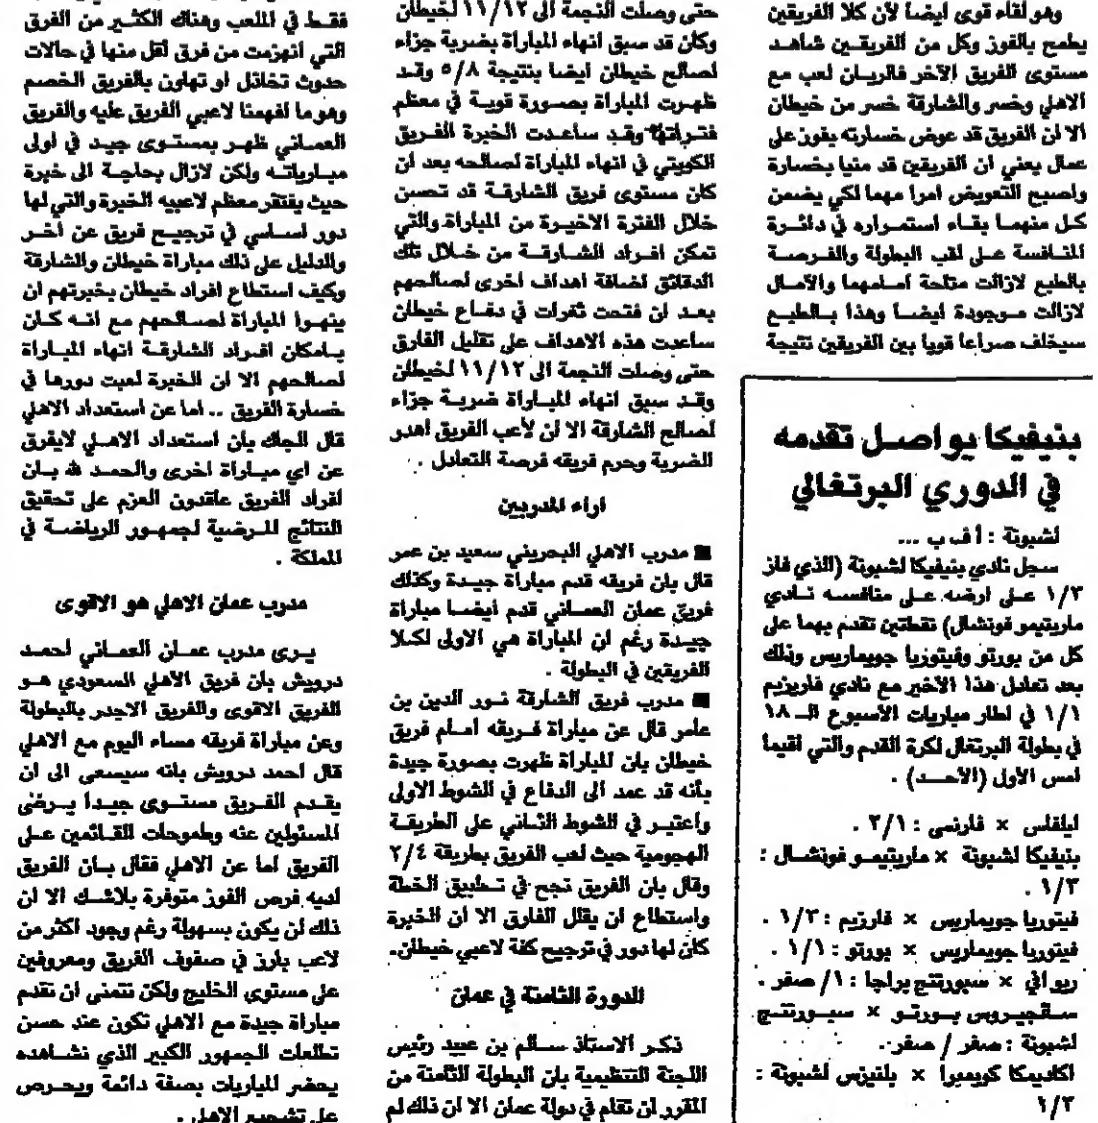 وهو لقاء قوى ايضا لأن كلا الفريقين
يطمح بالفوز وكل من الفريقين شاهد
مستوى الفريق الآخر فالريان لعب مع
الاهلي وخسر والشارقة خسر من خيطان
الا ان الفريق قد عوض خسارته بفوز على
عمال يعني ان الفريقين قد منيا بخسارة
واصبح التعويض امرا مهما لكي يضمن
كل منهما بقاء استمراره في دائرة
المنافسة على لقب البطولة والفرصة
بالطبع لازالت متاحة امامهما والآمال
لازالت موجودة ايضا وهذا بالطبع
سيخلف صراعا قويا بين الفريقين نتيجة
بنيفيكا يواصل تقدمه
في الدوري البرتغالي
لشبونة : أ ف ب ...
سجل نادي بنيفيكا لشبونة (الذي فاز
١/٣ على ارضه على منافسه نادي
ماريتيمو فونشال) نقطتين تقدم بهما على
كل من بورتو وفيتوريا جويماريس وذلك
بعد تعادل هذا الأخير مع نادي فاريزيم
١/١ في اطار مباريات الأسبوع الـ ١٨
في بطولة البرتغال لكرة القدم والتي اقيما
امس الأول (الأحد) .
ليلفلس × فارنسي : ٢/١ .
بنيفيكا لشبونة × ماريتيمو فونشال :
١/٣ .
فيتوريا جويماريس × فارزيم : ١/٣ .
فيتوريا جويماريس × بورتو : ١/١ .
ريو افي × سبورتنج براجا : ١/ صفر .
سلجيروس بورتو × سبورتنج
لشبونة : صفر / صفر .
اكاديمكا كويمبرا × بلنيزس لشبونة :
١/٣
حتى وصلت النجمة الى ١١/١٢ لخيطان
وكان قد سبق انهاء المباراة بضربة جزاء
لصالح خيطان ايضا بنتيجة ٥/٨ وقد
ظهرت المباراة بصورة قوية في معظم
فتراتها وقد ساعدت الخبرة الفريق
الكويتي في انهاء المباراة لصالحه بعد ان
كان مستوى فريق الشارقة قد تحسن
خلال الفترة الاخيرة من المباراة والتي
تمكن افراد الشارقة من خلال تلك
الدقائق لضافة اهداف اخرى لصالحهم
بعد ان فتحت ثغرات في دفاع خيطان
ساعدت هذه الاهداف على تقليل الفارق
حتى وصلت النجمة الى ١١/١٢ لخيطان
وقد سبق انهاء المباراة ضربة جزاء
لصالح الشارقة الا ان لأعب الفريق اهدر
الضربة وحرم فريقه فرصة التعادل .
اراء المدربين
■ مدرب الاهلي البحريني سعيد بن عمر
قال بان فريقه قدم مباراة جيدة وكذلك
فريق عمان العماني قدم ايضا مباراة
جيدة رغم ان المباراة هي الاولى لكلا
الفريقين في البطولة .
■ مدرب فريق الشارقة نور الدين بن
عامر قال عن مباراة فريقه امام فريق
خيطان بان المباراة ظهرت بصورة جيدة
بأنه قد عمد الى الدفاع في الشوط الاولى
واعتبر في الشوط الثاني على الطريقة
الهجومية حيث لعب الفريق بطريقة ٢/٤
وقال بان الفريق نجح في تطبيق الخطة
واستطاع ان يقلل الفارق الا ان الخبرة
كان لها دور في ترجيح كفة لاعبي خيطان.
الدورة الثامنة في عمان
ذكر الاستاذ سالم بن عبيد رئيس
اللجنة التنظيمية بان البطولة الثامنة من
المقرر ان تقام في دولة عمان الا ان ذلك لم
فقط في الملعب وهناك الكثير من الفرق
التي انهزمت من فرق اقل منها في حالات
حدوث تخاذل او تهاون بالفريق الخصم
وهو ما افهمنا لاعبي الفريق عليه والفريق
العماني ظهر بمستوى جيد في اولى
مبارياته ولكن لازال بحاجة الى خبرة
حيث يفتقر معظم لاعبيه الخبرة والتي لها
دور اساسي في ترجيح فريق عن اخر
والدليل على ذلك مباراة خيطان والشارقة
وكيف استطاع افراد خيطان بخبرتهم ان
ينهوا المباراة لصالحهم مع انه كان
بامكان افراد الشارقة انهاء المباراة
لصالحهم الا ان الخبرة لعبت دورها في
خسارة الفريق .. اما عن استعداد الاهلي
قال الجاك بان استعداد الاهلي لايفرق
عن اي مباراة اخرى والحمد لله بان
افراد الفريق عاقدون العزم على تحقيق
النتائج المرضية لجمهور الرياضة في
المملكة .
مدرب عمان الاهلي هو الاقوى
يرى مدرب عمان العماني احمد
درويش بان فريق الأهلي السعودي هو
الفريق الاقوى والفريق الاجدر بالبطولة
وعن مباراة فريقه مساء اليوم مع الاهلي
قال احمد درويش بانه سيسعى الى ان
يقدم الفريق مستوى جيدا يرضى
المسئولين عنه وطموحات القائمين على
الفريق اما عن الاهلي فقال بان الفريق
لديه فرص الفوز متوفرة بلاشك الا ان
ذلك لن يكون بسهولة رغم وجود اكثر من
لاعب بارز في صفوف الفريق ومعروفين
على مستوى الخليج ولكن نتمنى ان نقدم
مباراة جيدة مع الاهلي تكون عند حسن
تطلعات الجمهور الكبير الذي نشاهده
يحضر المباريات بصفة دائمة ويحرص
على تشجيع الاهلي .